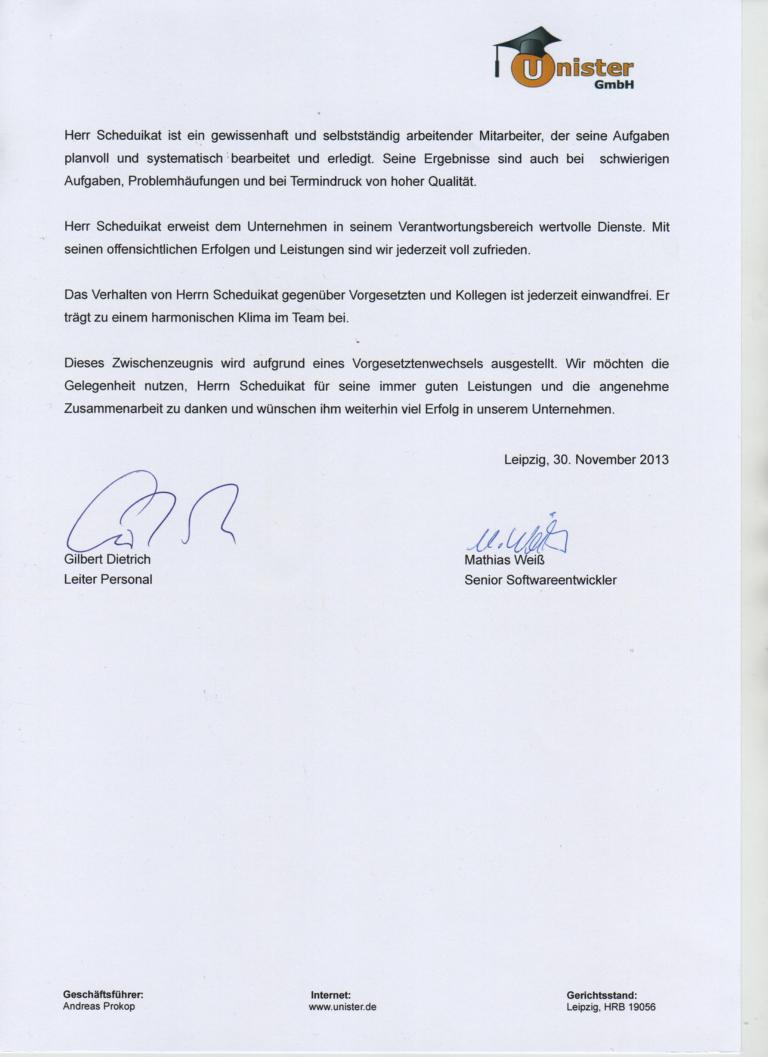 Unister
GmbH
Herr Scheduikat ist ein gewissenhaft und selbstständig arbeitender Mitarbeiter, der seine Aufgaben
planvoll und systematisch bearbeitet und erledigt. Seine Ergebnisse sind auch bei schwierigen
Aufgaben, Problemhäufungen und bei Termindruck von hoher Qualität.
Herr Scheduikat erweist dem Unternehmen in seinem Verantwortungsbereich wertvolle Dienste. Mit
seinen offensichtlichen Erfolgen und Leistungen sind wir jederzeit voll zufrieden.
Das Verhalten von Herrn Scheduikat gegenüber Vorgesetzten und Kollegen ist jederzeit einwandfrei. Er
trägt zu einem harmonischen Klima im Team bei.
Dieses Zwischenzeugnis wird aufgrund eines Vorgesetztenwechsels ausgestellt. Wir möchten die
Gelegenheit nutzen, Herrn Scheduikat für seine immer guten Leistungen und die angenehme
Zusammenarbeit zu danken und wünschen ihm weiterhin viel Erfolg in unserem Unternehmen.
Leipzig, 30. November 2013
Gilbert Dietrich
Leiter Personal
Mathias Weiß
Senior Softwareentwickler
Geschäftsführer:
Andreas Prokop
Internet:
www.unister.de
Gerichtsstand:
Leipzig, HRB 19056